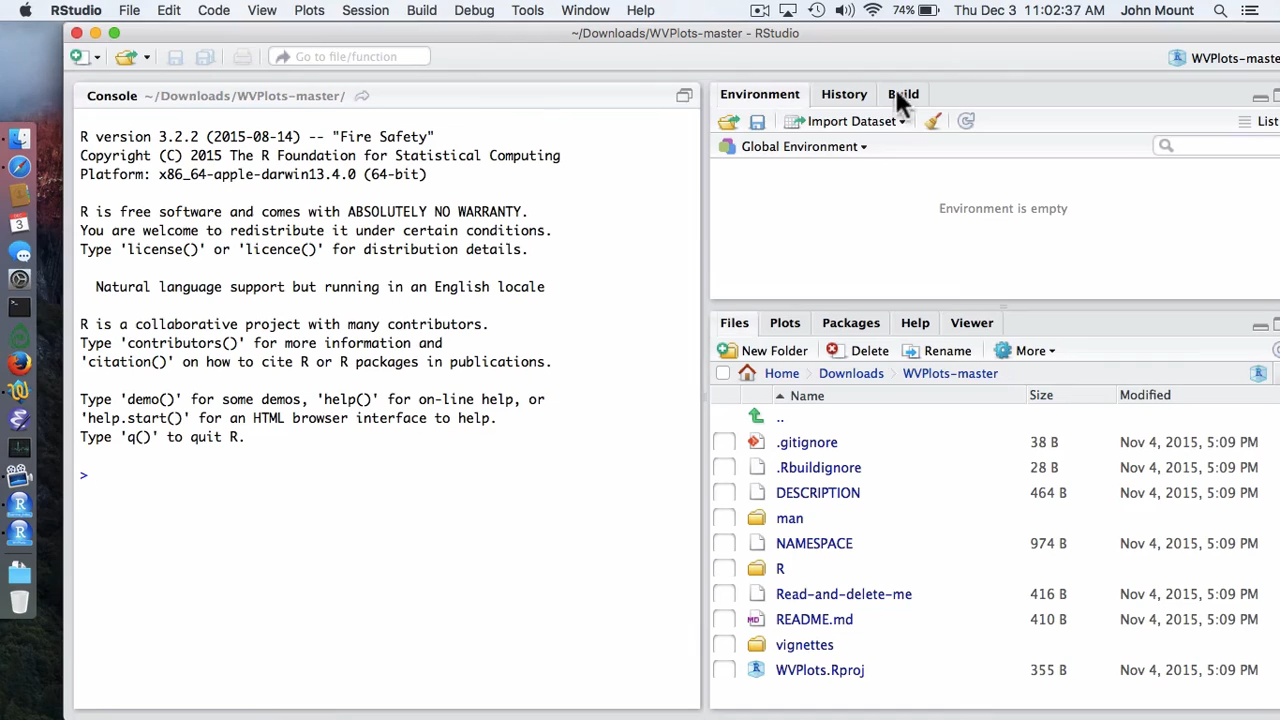 RStudio File Edit Code View Plots Session Build Debug Tools Window Help 74% Thu Dec 3 11:02:37 AM John Mount
~/Downloads/WVPlots-master - RStudio
Go to file/function WVPlots-maste
Console ~/Downloads/WVPlots-master/
R version 3.2.2 (2015-08-14) -- "Fire Safety"
Copyright (C) 2015 The R Foundation for Statistical Computing
Platform: x86_64-apple-darwin13.4.0 (64-bit)
R is free software and comes with ABSOLUTELY NO WARRANTY.
You are welcome to redistribute it under certain conditions.
Type 'license()' or 'licence()' for distribution details.
Natural language support but running in an English locale
R is a collaborative project with many contributors.
Type 'contributors()' for more information and
'citation()' on how to cite R or R packages in publications.
Type 'demo()' for some demos, 'help()' for on-line help, or
'help.start()' for an HTML browser interface to help.
Type 'q()' to quit R.
>
Environment History Build
Import Dataset List
Global Environment
Environment is empty
Files Plots Packages Help Viewer
New Folder Delete Rename More
Home Downloads WVPlots-master
Name Size Modified
..
.gitignore 38 B Nov 4, 2015, 5:09 PM
.Rbuildignore 28 B Nov 4, 2015, 5:09 PM
DESCRIPTION 464 B Nov 4, 2015, 5:09 PM
man
NAMESPACE 974 B Nov 4, 2015, 5:09 PM
R
Read-and-delete-me 416 B Nov 4, 2015, 5:09 PM
README.md 410 B Nov 4, 2015, 5:09 PM
vignettes
WVPlots.Rproj 355 B Nov 4, 2015, 5:09 PM
3